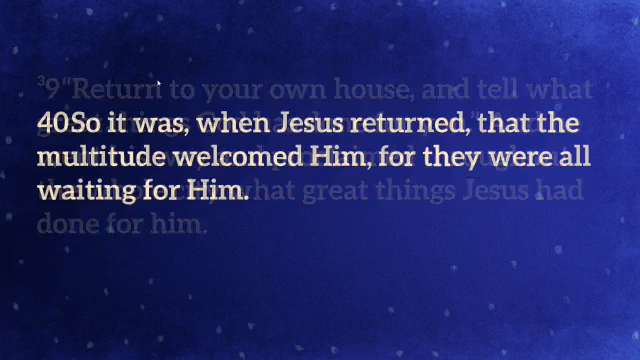 39“Return to your own house, and tell what
40So it was, when Jesus returned, that the
multitude welcomed Him, for they were all
waiting for Him.
what great things Jesus had
done for him.